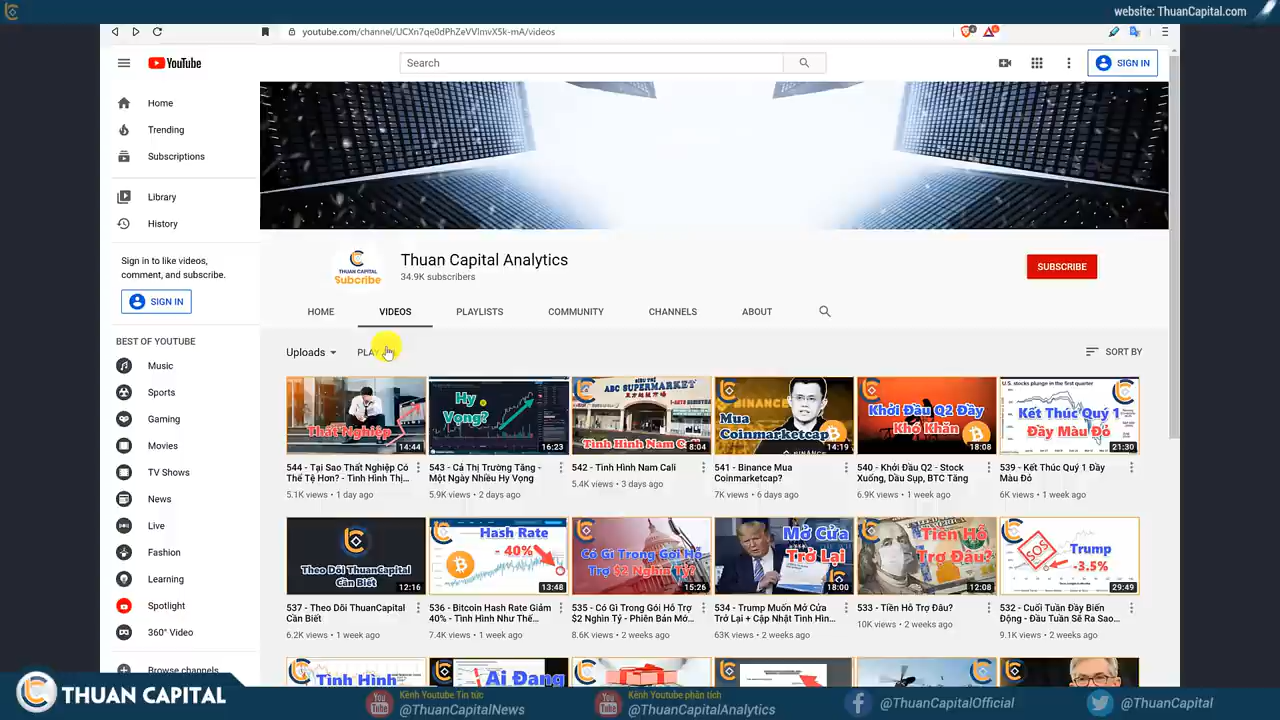 website: ThuanCapital.com
youtube.com/channel/UCXn7qe0dPhZeVVImvX5k-mA/videos
YouTube
Search
SIGN IN
Home
Trending
Subscriptions
Library
History
Sign in to like videos,
comment, and subscribe.
SIGN IN
BEST OF YOUTUBE
Music
Sports
Gaming
Movies
TV Shows
News
Live
Fashion
Learning
Spotlight
360° Video
Browse channels
THUAN CAPITAL
Subcribe
Thuan Capital Analytics
34.9K subscribers
SUBSCRIBE
HOME
VIDEOS
PLAYLISTS
COMMUNITY
CHANNELS
ABOUT
Uploads
SORT BY
Thất Nghiệp
14:44
Hy
Vọng?
16:23
ABC SUPERMARKET
Tình Hình Nam Cali
8:04
BINANCE
Mua
Coinmarketcap
14:19
Khởi Đầu Q2 Đầy
Khó Khăn
18:08
U.S. stocks plunge in the first quarter
Kết Thúc Quý 1
Đầy Màu Đỏ
21:30
544 - Tại Sao Thất Nghiệp Có
Thể Tệ Hơn? - Tình Hình Thị...
5.1K views • 1 day ago
543 - Cả Thị Trường Tăng -
Một Ngày Nhiều Hy Vọng
5.9K views • 2 days ago
542 - Tình Hình Nam Cali
5.4K views • 3 days ago
541 - Binance Mua
Coinmarketcap?
7K views • 6 days ago
540 - Khởi Đầu Q2 - Stock
Xuống, Dầu Sụp, BTC Tăng
6.9K views • 1 week ago
539 - Kết Thúc Quý 1 Đầy
Màu Đỏ
6K views • 1 week ago
Theo Dõi ThuanCapital
Cần Biết
12:16
Hash Rate
- 40%
13:48
Có Gì Trong Gói Hỗ
Trợ $2 Nghìn Tỷ?
15:26
Mở Cửa
Trở Lại
18:00
Tiền Hỗ
Trợ Đâu?
12:08
SOS
Trump
-3.5%
29:49
537 - Theo Dõi ThuanCapital
Cần Biết
6.2K views • 1 week ago
536 - Bitcoin Hash Rate Giảm
40% - Tình Hình Như Thế...
7.4K views • 1 week ago
535 - Có Gì Trong Gói Hỗ Trợ
$2 Nghìn Tỷ - Phiên Bản Mớ...
8.6K views • 2 weeks ago
534 - Trump Muốn Mở Cửa
Trở Lại + Cập Nhật Tình Hìn...
63K views • 2 weeks ago
533 - Tiền Hỗ Trợ Đâu?
10K views • 2 weeks ago
532 - Cuối Tuần Đầy Biến
Động - Đầu Tuần Sẽ Ra Sao...
9.1K views • 2 weeks ago
Tình Hình
Ai Đang
THUAN CAPITAL
Kênh Youtube Tin tức
@ThuanCapitalNews
Kênh Youtube phân tích
@ThuanCapitalAnalytics
@ThuanCapitalOfficial
@ThuanCapital